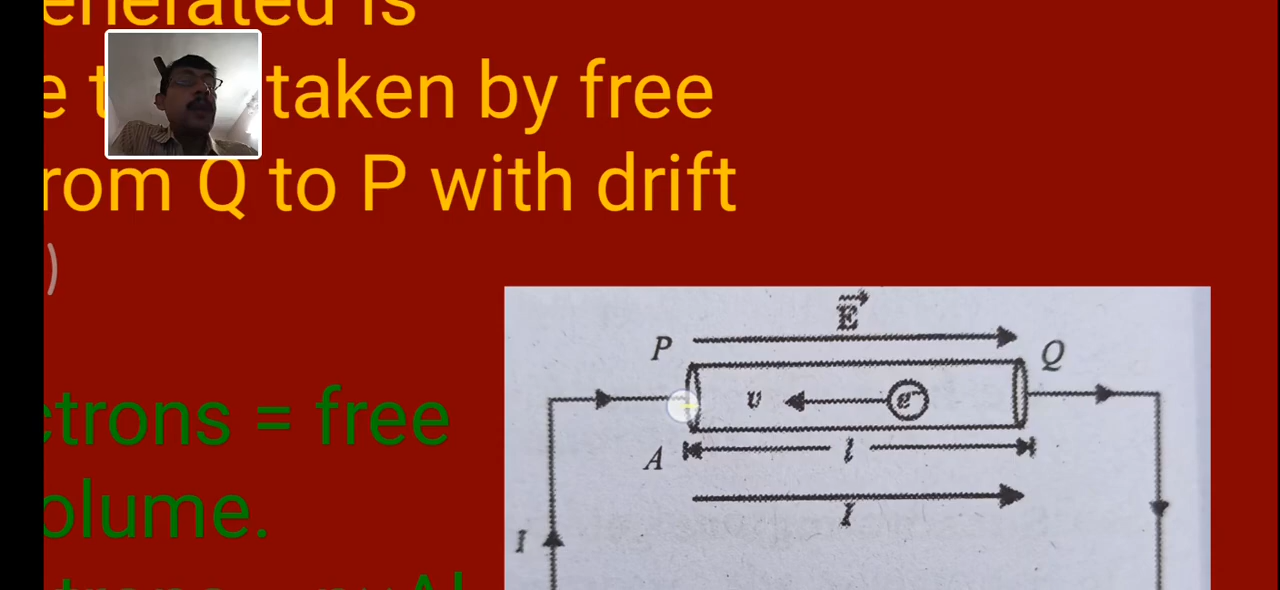 enerated is
taken by free
rom Q to P with drift
)
ctrons = free
olume.
E
P
Q
v
e⁻
A
l
I
I